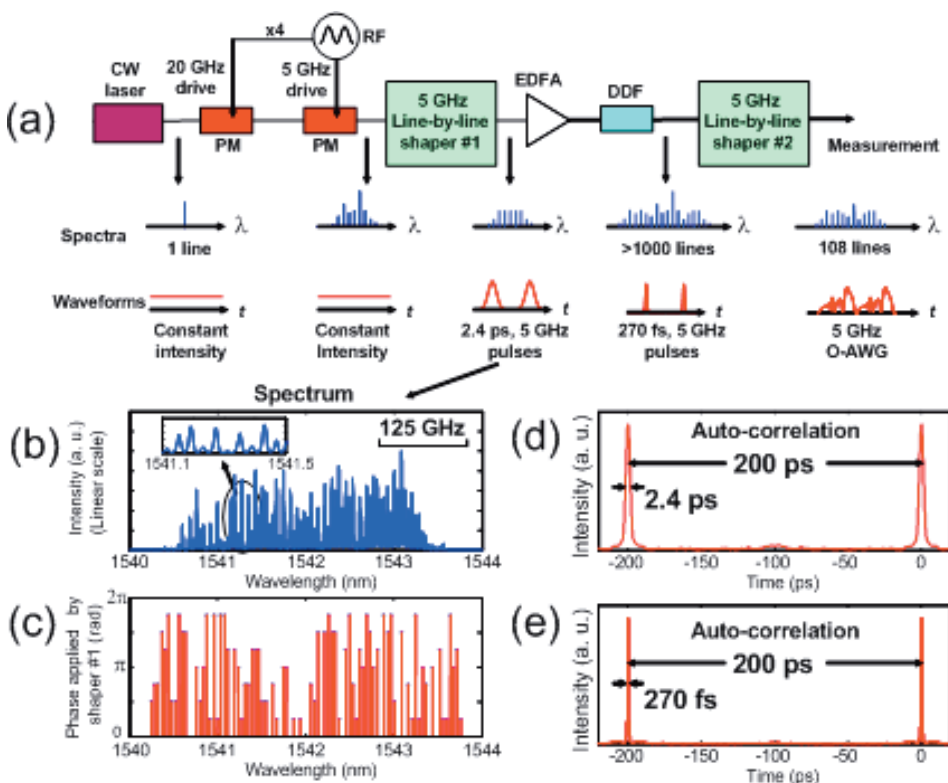 (a)
CW laser
20 GHz drive
x4
5 GHz drive
RF
PM
PM
5 GHz Line-by-line shaper #1
EDFA
DDF
5 GHz Line-by-line shaper #2
Measurement
Spectra
λ
λ
λ
λ
λ
1 line
>1000 lines
108 lines
Waveforms
t
t
t
t
t
Constant intensity
Constant Intensity
2.4 ps, 5 GHz pulses
270 fs, 5 GHz pulses
5 GHz O-AWG
(b)
Spectrum
125 GHz
1541.1
1541.5
Intensity (a. u.)
(Linear scale)
1540
1541
1542
1543
1544
Wavelength (nm)
(c)
Phase applied by shaper #1 (rad)
2π
π
0
1540
1541
1542
1543
1544
Wavelength (nm)
(d)
Auto-correlation
200 ps
2.4 ps
Intensity (a. u.)
-200
-150
-100
-50
0
Time (ps)
(e)
Auto-correlation
200 ps
270 fs
Intensity (a. u.)
-200
-150
-100
-50
0
Time (ps)